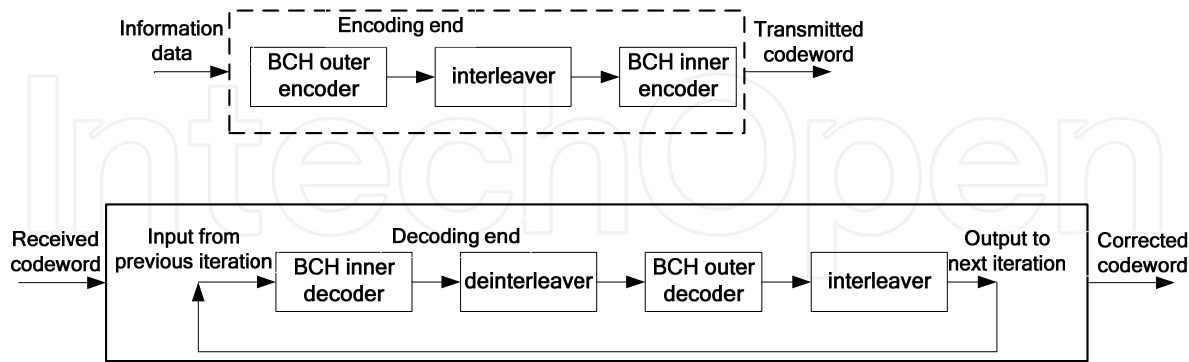 Information
data
Encoding end
BCH outer
encoder
interleaver
BCH inner
encoder
Transmitted
codeword
IntechOpen
Received
codeword
Input from
previous iteration
Decoding end
BCH inner
decoder
deinterleaver
BCH outer
decoder
interleaver
Output to
next iteration
Corrected
codeword